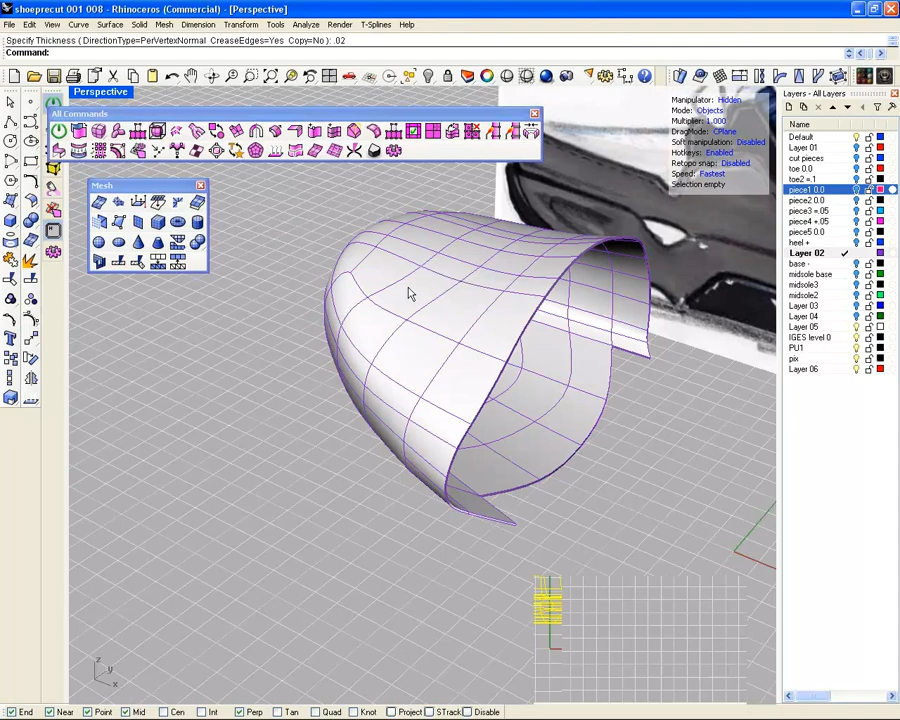 shoeprecut 001 008 - Rhinoceros (Commercial) - [Perspective]
File Edit View Curve Surface Solid Mesh Dimension Transform Tools Analyze Render T-Splines Help
Specify Thickness ( DirectionType=PerVertexNormal CreaseEdges=Yes Copy=No ): .02
Command:
Perspective
All Commands
Mesh
Manipulator: Hidden
Mode: Objects
Multiplier: 1.000
DragMode: CPlane
Soft manipulation: Disabled
Hotkeys: Enabled
Retopo snap: Disabled
Speed: Fastest
Selection empty
Layers - All Layers
Name
Default
Layer 01
cut pieces
toe 0.0
toe2 =.1
piece1 0.0
piece2 0.0
piece3 =.05
piece4 +.05
piece5 0.0
heel +
Layer 02
base -
midsole base
midsole3
midsole2
Layer 03
Layer 04
Layer 05
IGES level 0
PU1
pix
Layer 06
z
y
x
End Near Point Mid Cen Int Perp Tan Quad Knot Project STrack Disable